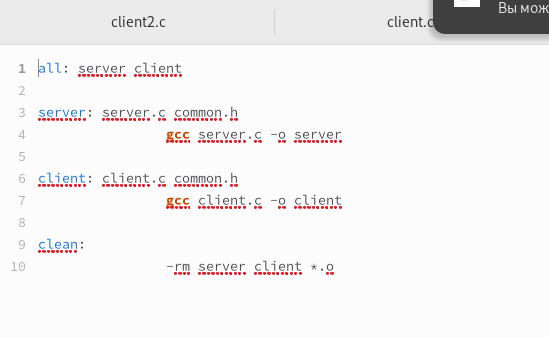 client2.c
client.c
Вы мож
1 all: server client
2
3 server: server.c common.h
4 gcc server.c -o server
5
6 client: client.c common.h
7 gcc client.c -o client
8
9 clean:
10 -rm server client *.o